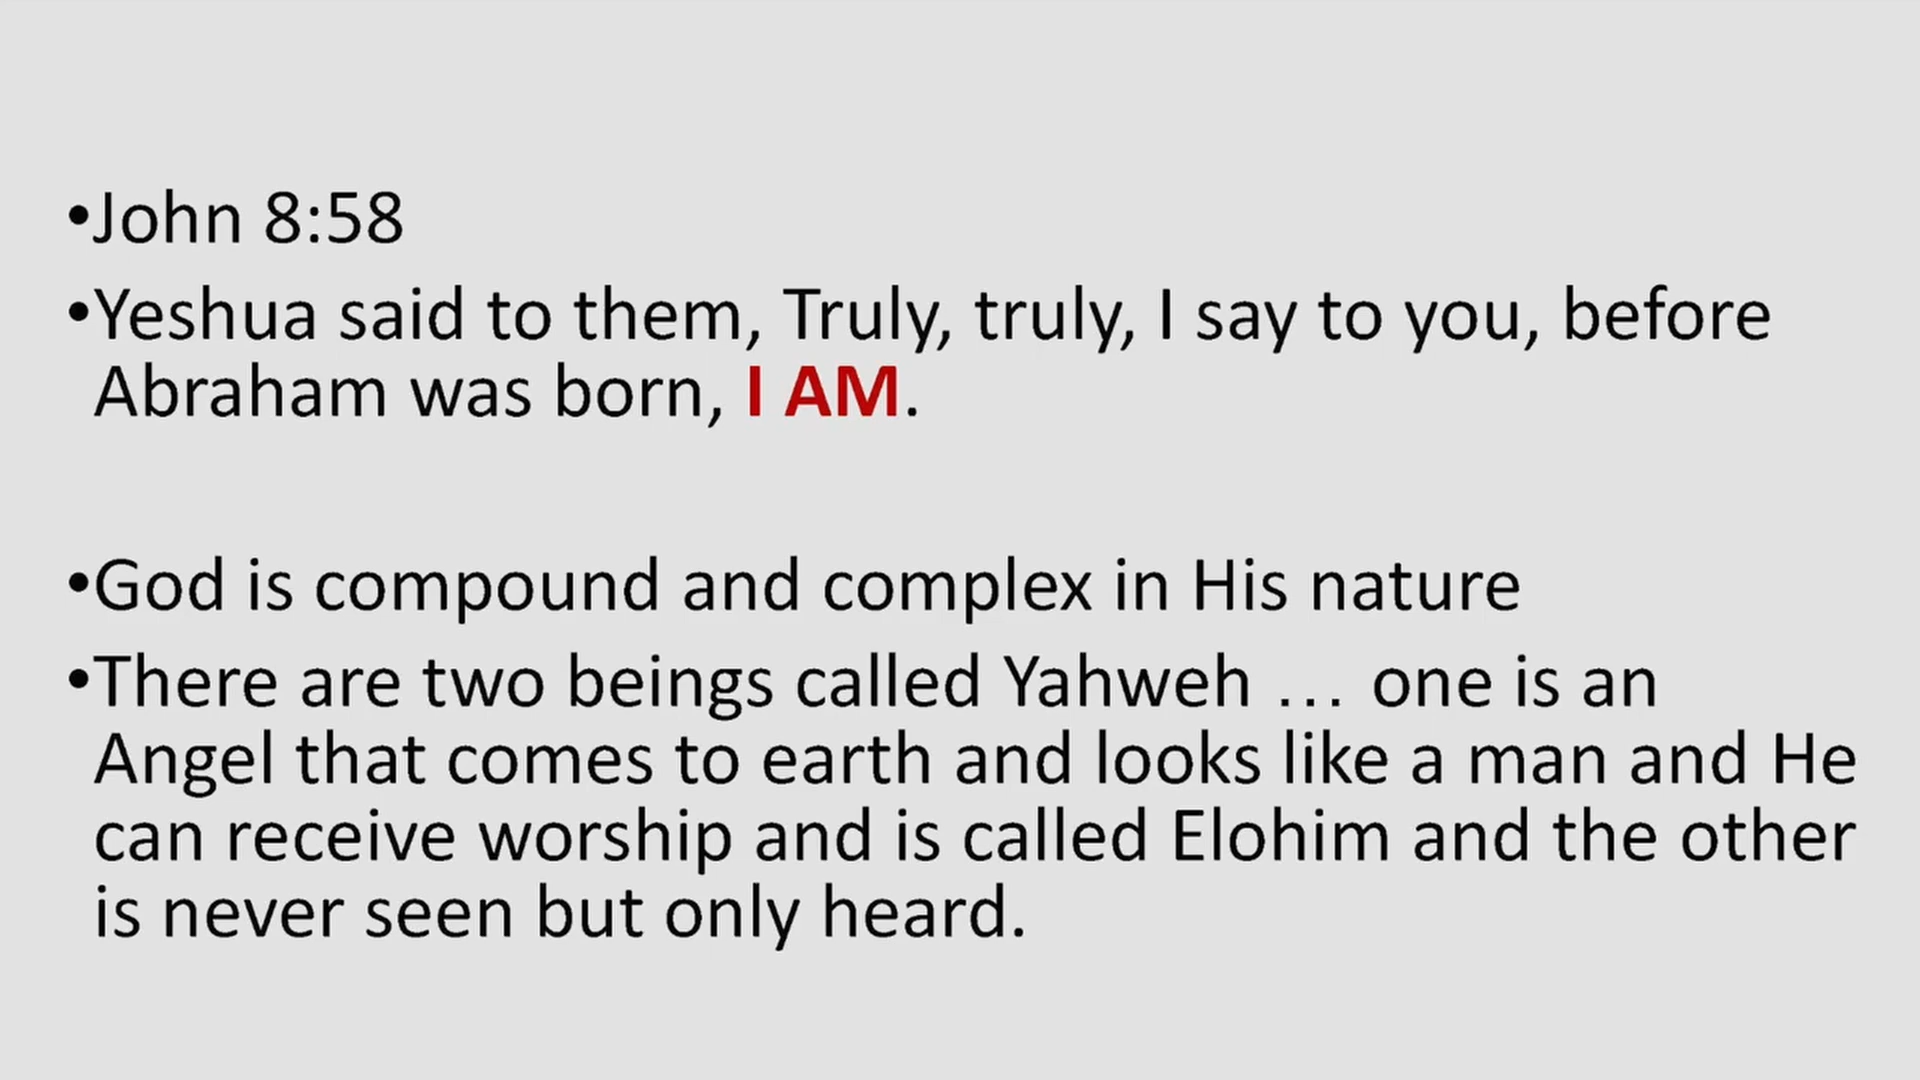 •John 8:58
•Yeshua said to them, Truly, truly, I say to you, before
Abraham was born, I AM.
•God is compound and complex in His nature
•There are two beings called Yahweh … one is an
Angel that comes to earth and looks like a man and He
can receive worship and is called Elohim and the other
is never seen but only heard.